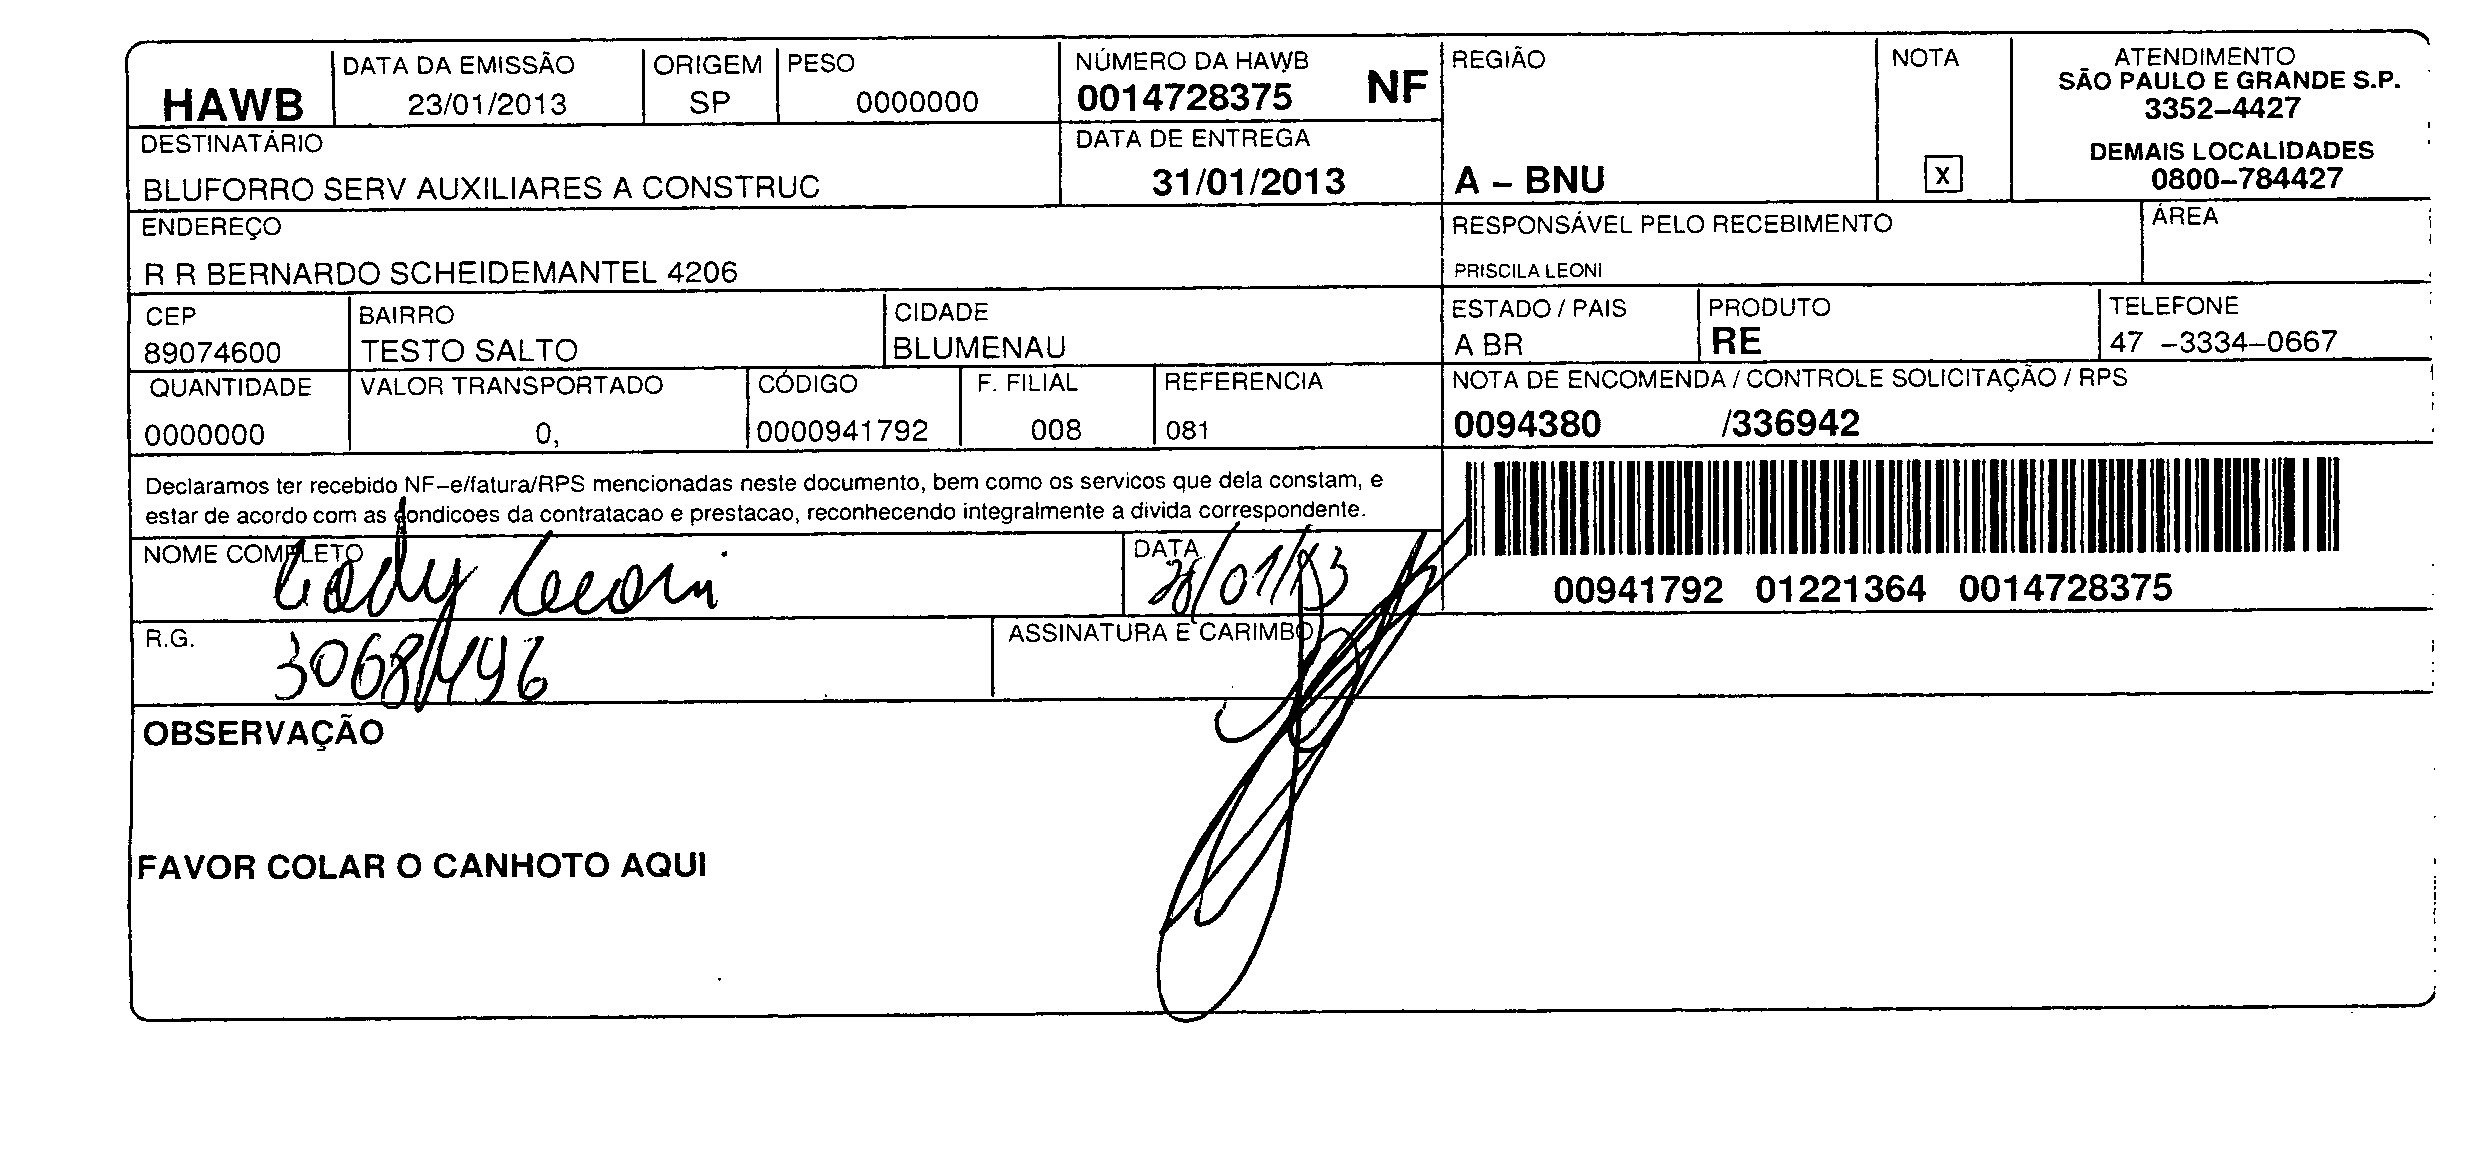 HAWB
DATA DA EMISSÃO
23/01/2013
ORIGEM
SP
PESO
0000000
NÚMERO DA HAWB
0014728375 NF
REGIÃO
A – BNU
NOTA
X
ATENDIMENTO
SÃO PAULO E GRANDE S.P.
3352–4427
DEMAIS LOCALIDADES
0800–784427
DESTINATÁRIO
BLUFORRO SERV AUXILIARES A CONSTRUC
DATA DE ENTREGA
31/01/2013
ENDEREÇO
R R BERNARDO SCHEIDEMANTEL 4206
RESPONSÁVEL PELO RECEBIMENTO
PRISCILA LEONI
ÁREA
CEP
89074600
BAIRRO
TESTO SALTO
CIDADE
BLUMENAU
ESTADO / PAIS
A BR
PRODUTO
RE
TELEFONE
47 –3334–0667
QUANTIDADE
0000000
VALOR TRANSPORTADO
0,
CÓDIGO
0000941792
F. FILIAL
008
REFERENCIA
081
NOTA DE ENCOMENDA / CONTROLE SOLICITAÇÃO / RPS
0094380 /336942
Declaramos ter recebido NF–e/fatura/RPS mencionadas neste documento, bem como os servicos que dela constam, e
estar de acordo com as condicoes da contratacao e prestacao, reconhecendo integralmente a divida correspondente.
00941792 01221364 0014728375
NOME COMPLETO
Leoni
DATA
R.G.
ASSINATURA E CARIMBO
OBSERVAÇÃO
FAVOR COLAR O CANHOTO AQUI